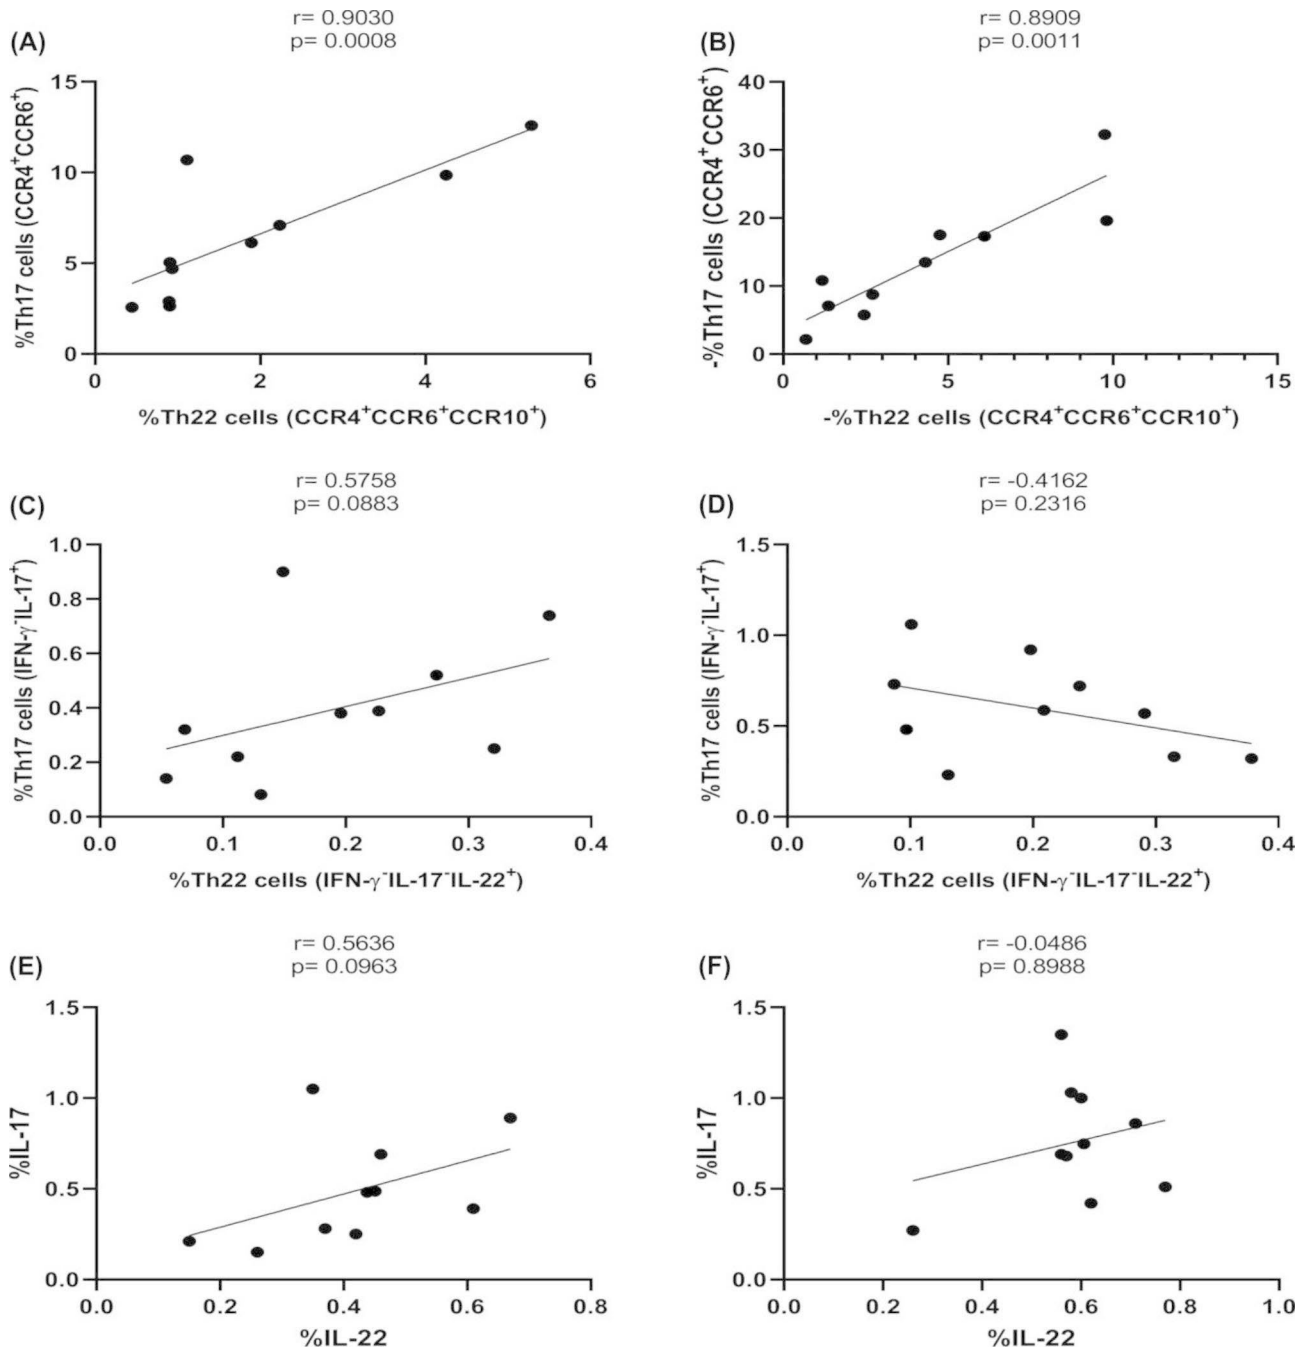 r= 0.9030
p= 0.0008
(A)
%Th17 cells (CCR4⁺CCR6⁺)
15
10
5
0
0 2 4 6
%Th22 cells (CCR4⁺CCR6⁺CCR10⁺)
r= 0.8909
p= 0.0011
(B)
-%Th17 cells (CCR4⁺CCR6⁺)
40
30
20
10
0
0 5 10 15
-%Th22 cells (CCR4⁺CCR6⁺CCR10⁺)
r= 0.5758
p= 0.0883
(C)
%Th17 cells (IFN-γ⁻IL-17⁺)
1.0
0.8
0.6
0.4
0.2
0.0
0.0 0.1 0.2 0.3 0.4
%Th22 cells (IFN-γ⁻IL-17⁻IL-22⁺)
r= -0.4162
p= 0.2316
(D)
%Th17 cells (IFN-γ⁻IL-17⁺)
1.5
1.0
0.5
0.0
0.0 0.1 0.2 0.3 0.4
%Th22 cells (IFN-γ⁻IL-17⁻IL-22⁺)
r= 0.5636
p= 0.0963
(E)
%IL-17
1.5
1.0
0.5
0.0
0.0 0.2 0.4 0.6 0.8
%IL-22
r= -0.0486
p= 0.8988
(F)
%IL-17
1.5
1.0
0.5
0.0
0.0 0.2 0.4 0.6 0.8 1.0
%IL-22